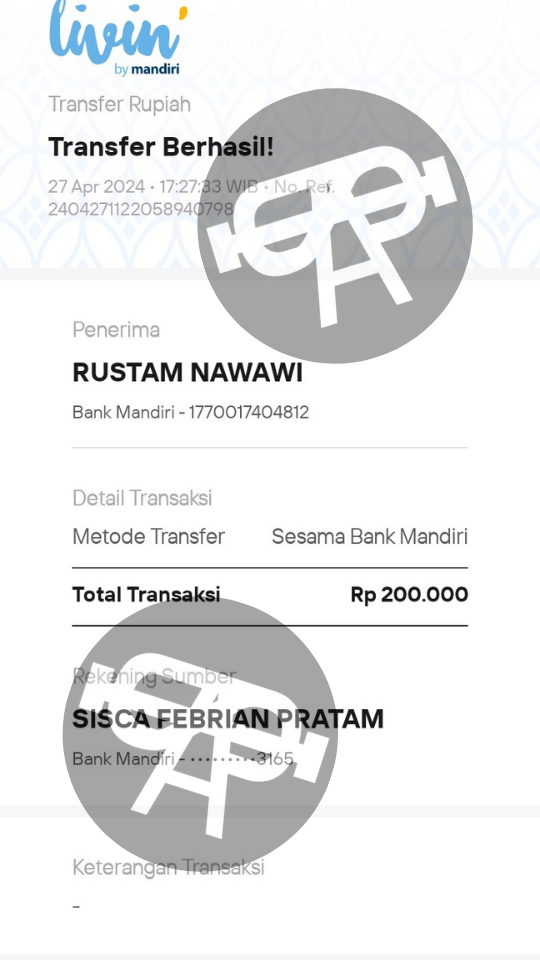 livin'
by mandiri
Transfer Rupiah
Transfer Berhasil!
27 Apr 2024 • 17:27:33 WIB • No. Ref.
2404271122058940798
Penerima
RUSTAM NAWAWI
Bank Mandiri - 1770017404812
Detail Transaksi
Metode Transfer Sesama Bank Mandiri
Total Transaksi Rp 200.000
Rekening Sumber
SISCA FEBRIAN PRATAM
Bank Mandiri - •••••••••3165
Keterangan Transaksi
-